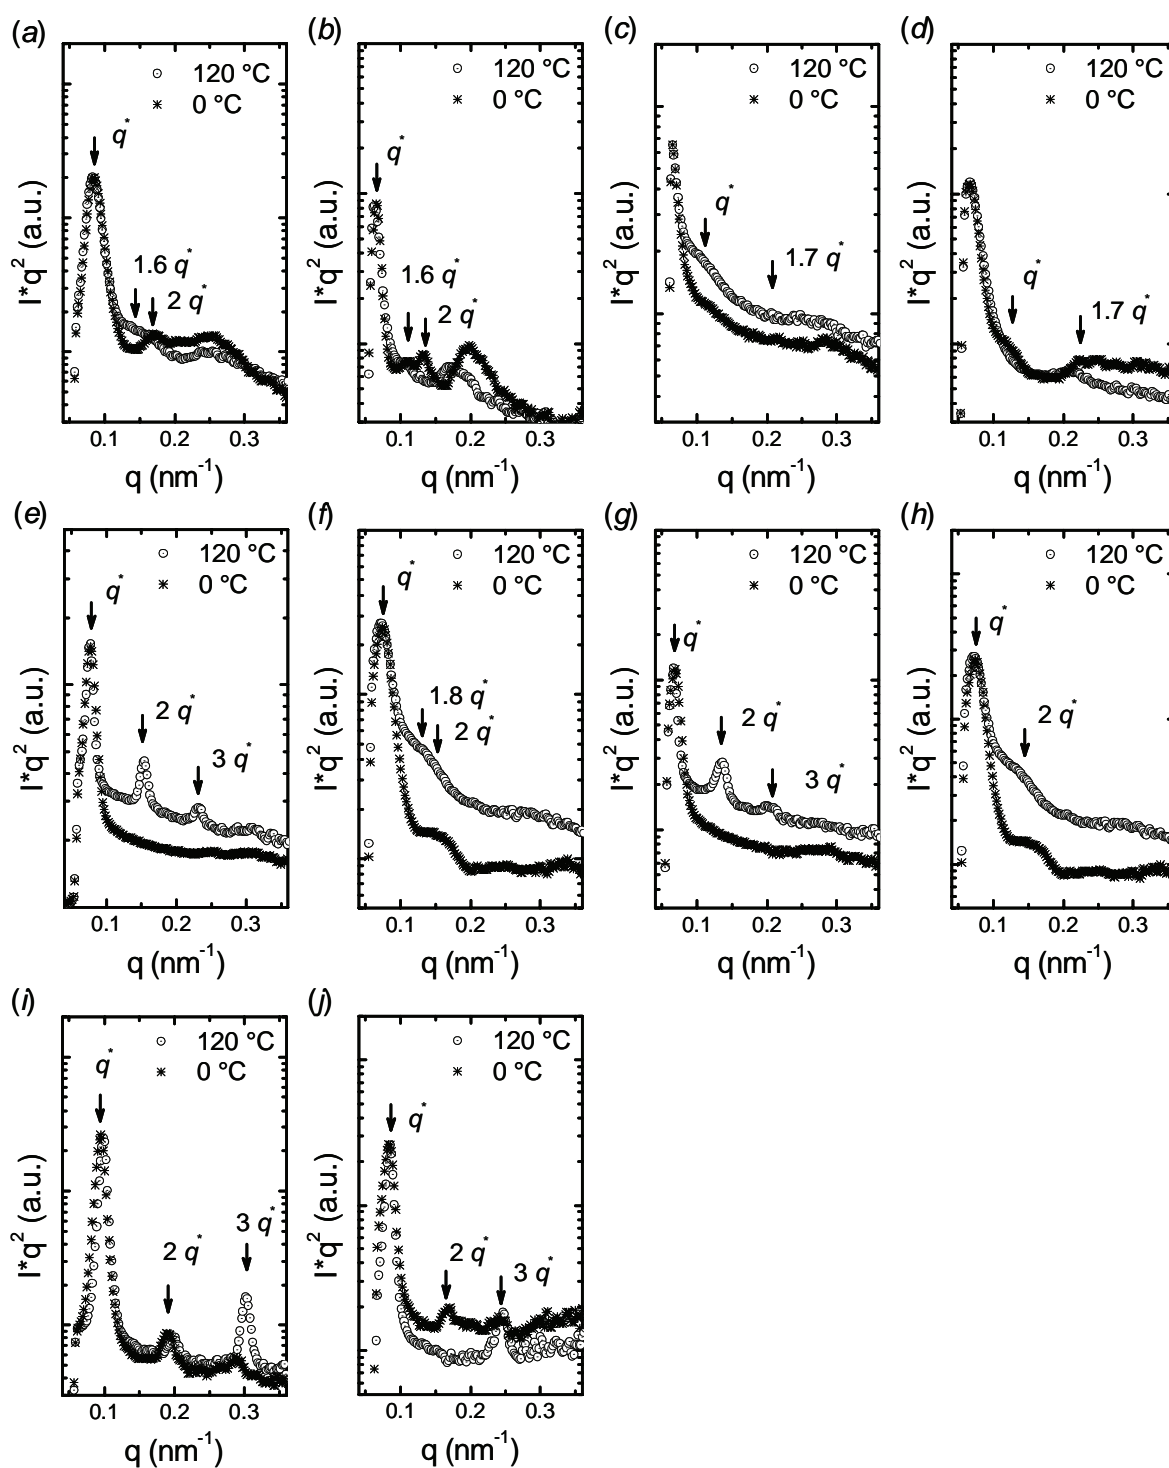 (a)
120 °C
0 °C
q*
1.6 q*
2 q*
I*q² (a.u.)
0.1 0.2 0.3
q (nm⁻¹)
(b)
120 °C
0 °C
q*
1.6 q*
2 q*
I*q² (a.u.)
0.1 0.2 0.3
q (nm⁻¹)
(c)
120 °C
0 °C
q*
1.7 q*
I*q² (a.u.)
0.1 0.2 0.3
q (nm⁻¹)
(d)
120 °C
0 °C
q*
1.7 q*
I*q² (a.u.)
0.1 0.2 0.3
q (nm⁻¹)
(e)
120 °C
0 °C
q*
2 q*
3 q*
I*q² (a.u.)
0.1 0.2 0.3
q (nm⁻¹)
(f)
120 °C
0 °C
q*
1.8 q*
2 q*
I*q² (a.u.)
0.1 0.2 0.3
q (nm⁻¹)
(g)
120 °C
0 °C
q*
2 q*
3 q*
I*q² (a.u.)
0.1 0.2 0.3
q (nm⁻¹)
(h)
120 °C
0 °C
q*
2 q*
I*q² (a.u.)
0.1 0.2 0.3
q (nm⁻¹)
(i)
120 °C
0 °C
q*
2 q*
3 q*
I*q² (a.u.)
0.1 0.2 0.3
q (nm⁻¹)
(j)
120 °C
0 °C
q*
2 q*
3 q*
I*q² (a.u.)
0.1 0.2 0.3
q (nm⁻¹)